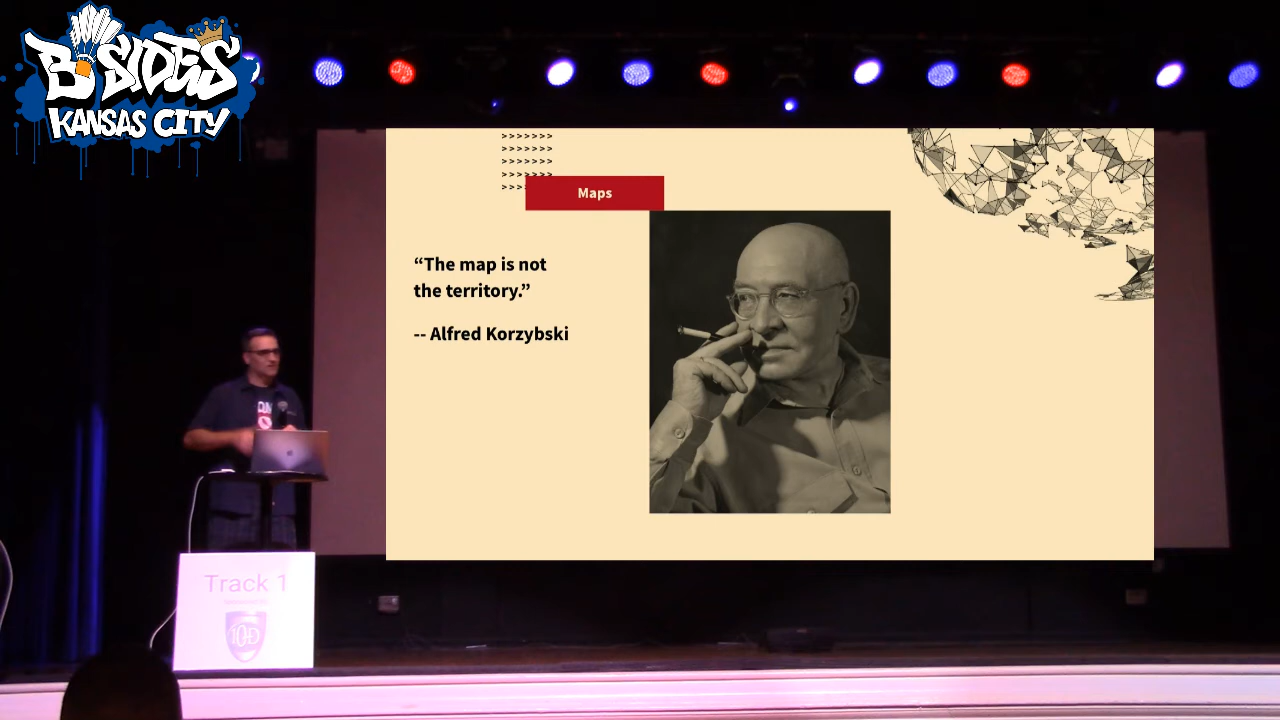 B·SIDES
KANSAS CITY
>>>>>>>
>>>>>>>
>>>>>>>
>>>>>>>
>>>>
Maps
“The map is not
the territory.”
-- Alfred Korzybski
Track 1